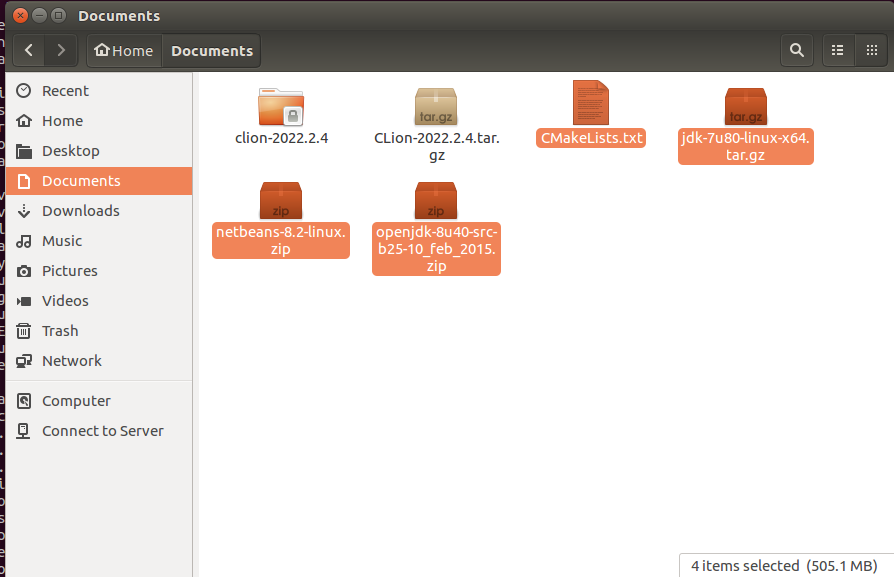 Documents
Home
Documents
Recent
Home
Desktop
Documents
Downloads
Music
Pictures
Videos
Trash
Network
Computer
Connect to Server
clion-2022.2.4
tar.gz
CLion-2022.2.4.tar.
gz
CMakeLists.txt
tar.gz
jdk-7u80-linux-x64.
tar.gz
zip
netbeans-8.2-linux.
zip
zip
openjdk-8u40-src-
b25-10_feb_2015.
zip
4 items selected (505.1 MB)